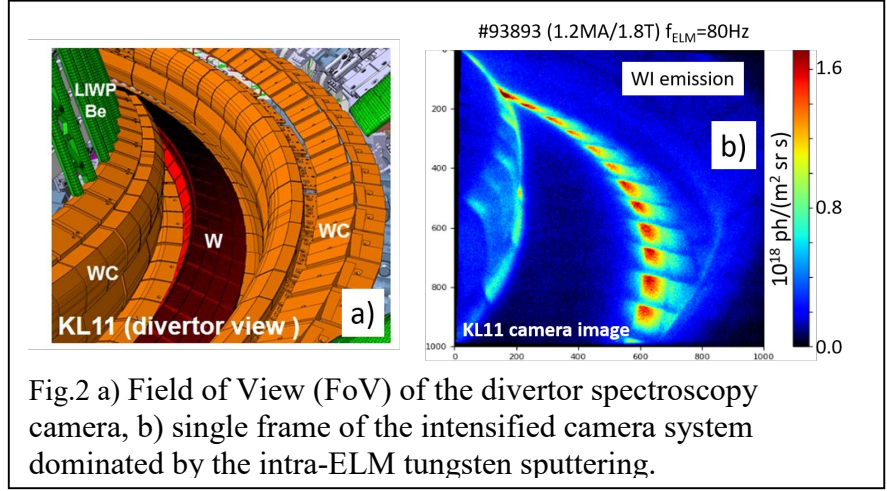 #93893 (1.2MA/1.8T) fELM=80Hz
LIWP
Be
W
WC
WC
KL11 (divertor view )
a)
WI emission
b)
KL11 camera image
0
200
400
600
800
1000
0
200
400
600
800
1000
1.6
0.8
0.0
10¹⁸ ph/(m² sr s)
Fig.2 a) Field of View (FoV) of the divertor spectroscopy
camera, b) single frame of the intensified camera system
dominated by the intra-ELM tungsten sputtering.